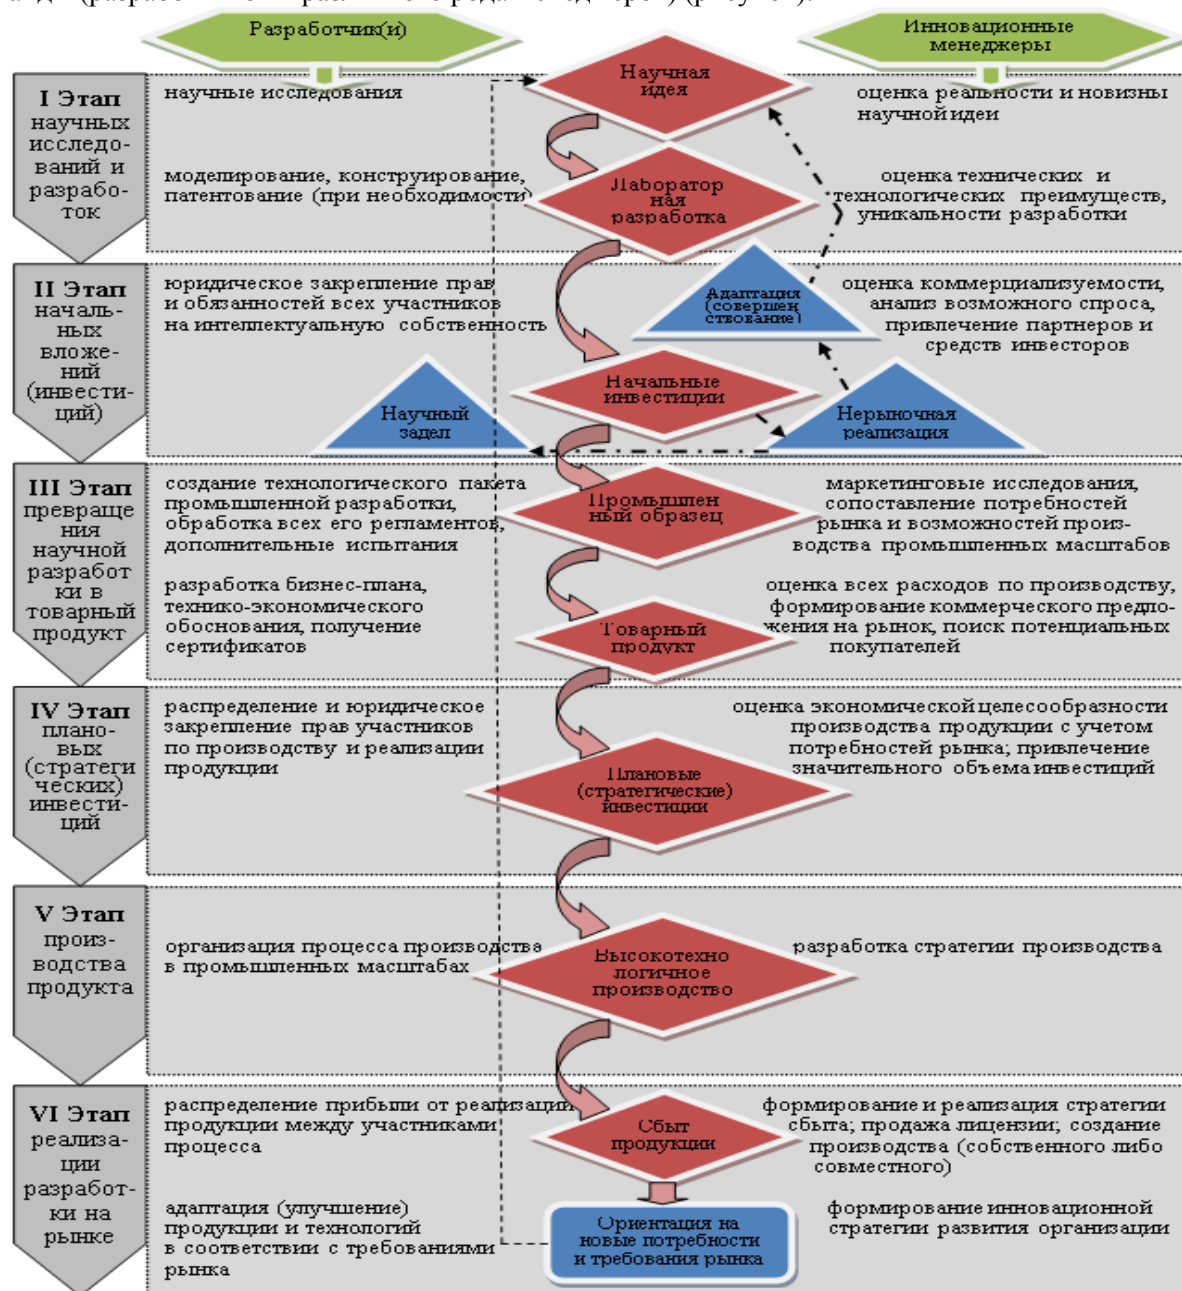 Разработчик(и)
Инновационные
менеджеры
I Этап
научных
исследо-
ваний и
разрабо-
ток
научные исследования
Научная
идея
оценка реальности и новизны
научной идеи
моделирование, конструирование,
патентование (при необходимости)
Лаборатор
ная
разработка
оценка технических и
технологических преимуществ,
уникальности разработки
II Этап
началь-
ных
вложе-
ний
(инвести-
ций)
юридическое закрепление прав
и обязанностей всех участников
на интеллектуальную собственность
Адаптация
(совершен
ствование)
оценка коммерциализуемости,
анализ возможного спроса,
привлечение партнеров и
средств инвесторов
Начальные
инвестиции
Научный
задел
Нерыночная
реализация
III Этап
превраще
ния
научной
разработ
ки в
товарный
продукт
создание технологического пакета
промышленной разработки,
обработка всех его регламентов,
дополнительные испытания
Промышлен
ный образец
маркетинговые исследования,
сопоставление потребностей
рынка и возможностей произ-
водства промышленных масштабов
разработка бизнес-плана,
технико-экономического
обоснования, получение
сертификатов
Товарный
продукт
оценка всех расходов по производству,
формирование коммерческого предло-
жения на рынок, поиск потенциальных
покупателей
IV Этап
плано-
вых
(стратеги
ческих)
инвести-
ций
распределение и юридическое
закрепление прав участников
по производству и реализации
продукции
Плановые
(стратегические)
инвестиции
оценка экономической целесообразности
производства продукции с учетом
потребностей рынка; привлечение
значительного объема инвестиций
V Этап
произ-
водства
продукта
организация процесса производства
в промышленных масштабах
Высокотехно
логичное
производство
разработка стратегии производства
VI Этап
реализа-
ции
разработ-
ки на
рынке
распределение прибыли от реализации
продукции между участниками
процесса
Сбыт
продукции
формирование и реализация стратегии
сбыта; продажа лицензии; создание
производства (собственного либо
совместного)
адаптация (улучшение)
продукции и технологий
в соответствии с требованиями
рынка
Ориентация на
новые потребности
и требования рынка
формирование инновационной
стратегии развития организации